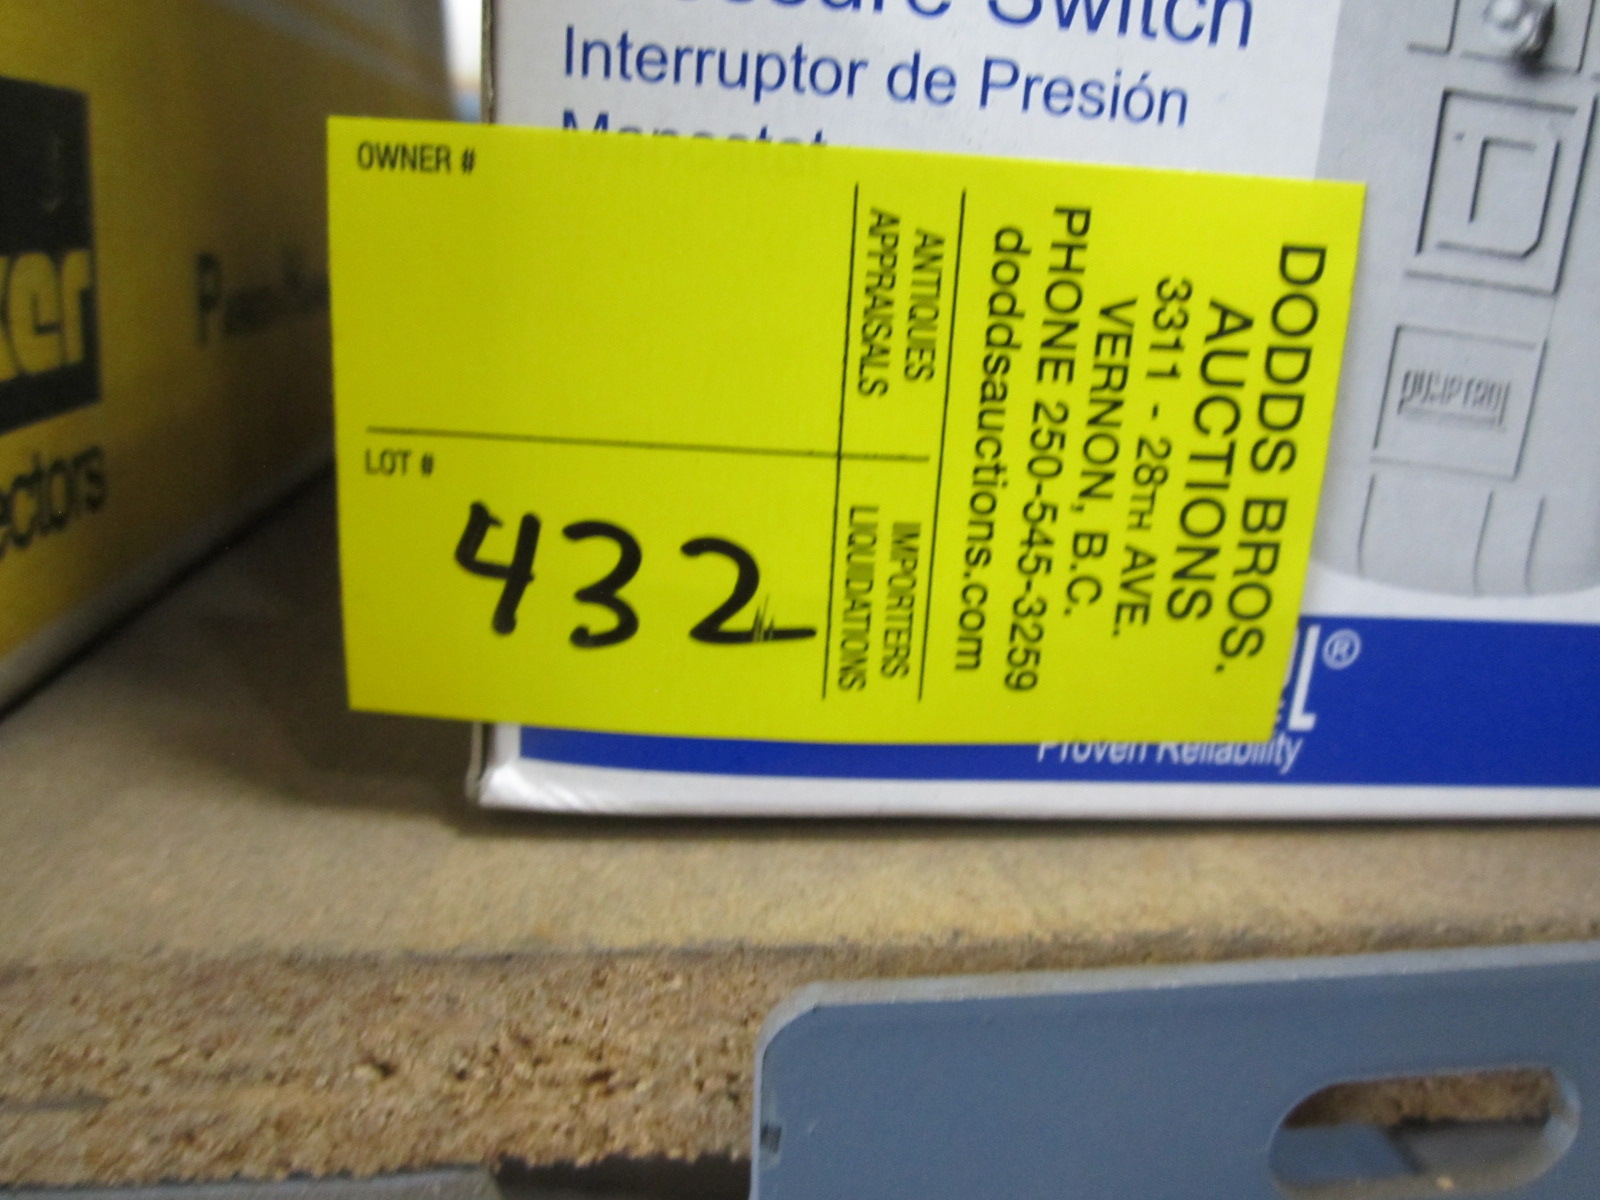 Switch
Interruptor de Presión
OWNER #
LOT #
432
ANTIQUES
APPRAISALS
IMPORTERS
LIQUIDATIONS
DODDS BROS.
AUCTIONS
3311 - 28TH AVE.
VERNON, B.C.
PHONE 250-545-3259
doddsauctions.com
®
Proven Reliability